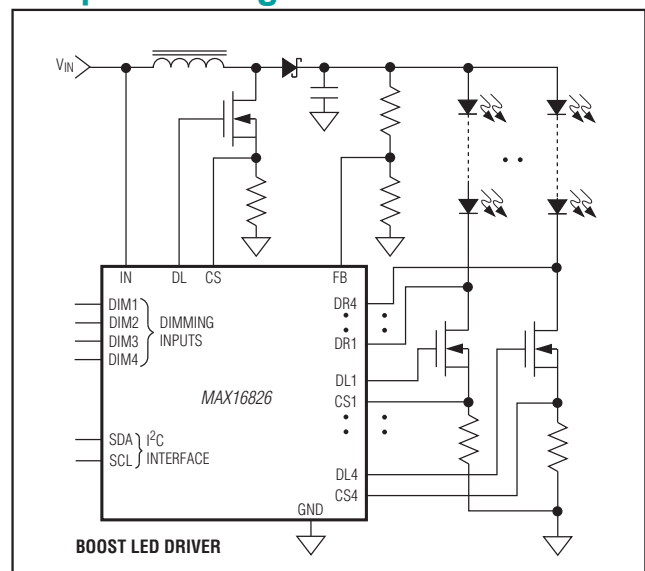 V_IN
IN
DL
CS
FB
DIM1
DIM2
DIM3
DIM4
DIMMING
INPUTS
MAX16826
SDA
SCL
I²C
INTERFACE
DR4
DR1
DL1
CS1
DL4
CS4
GND
BOOST LED DRIVER